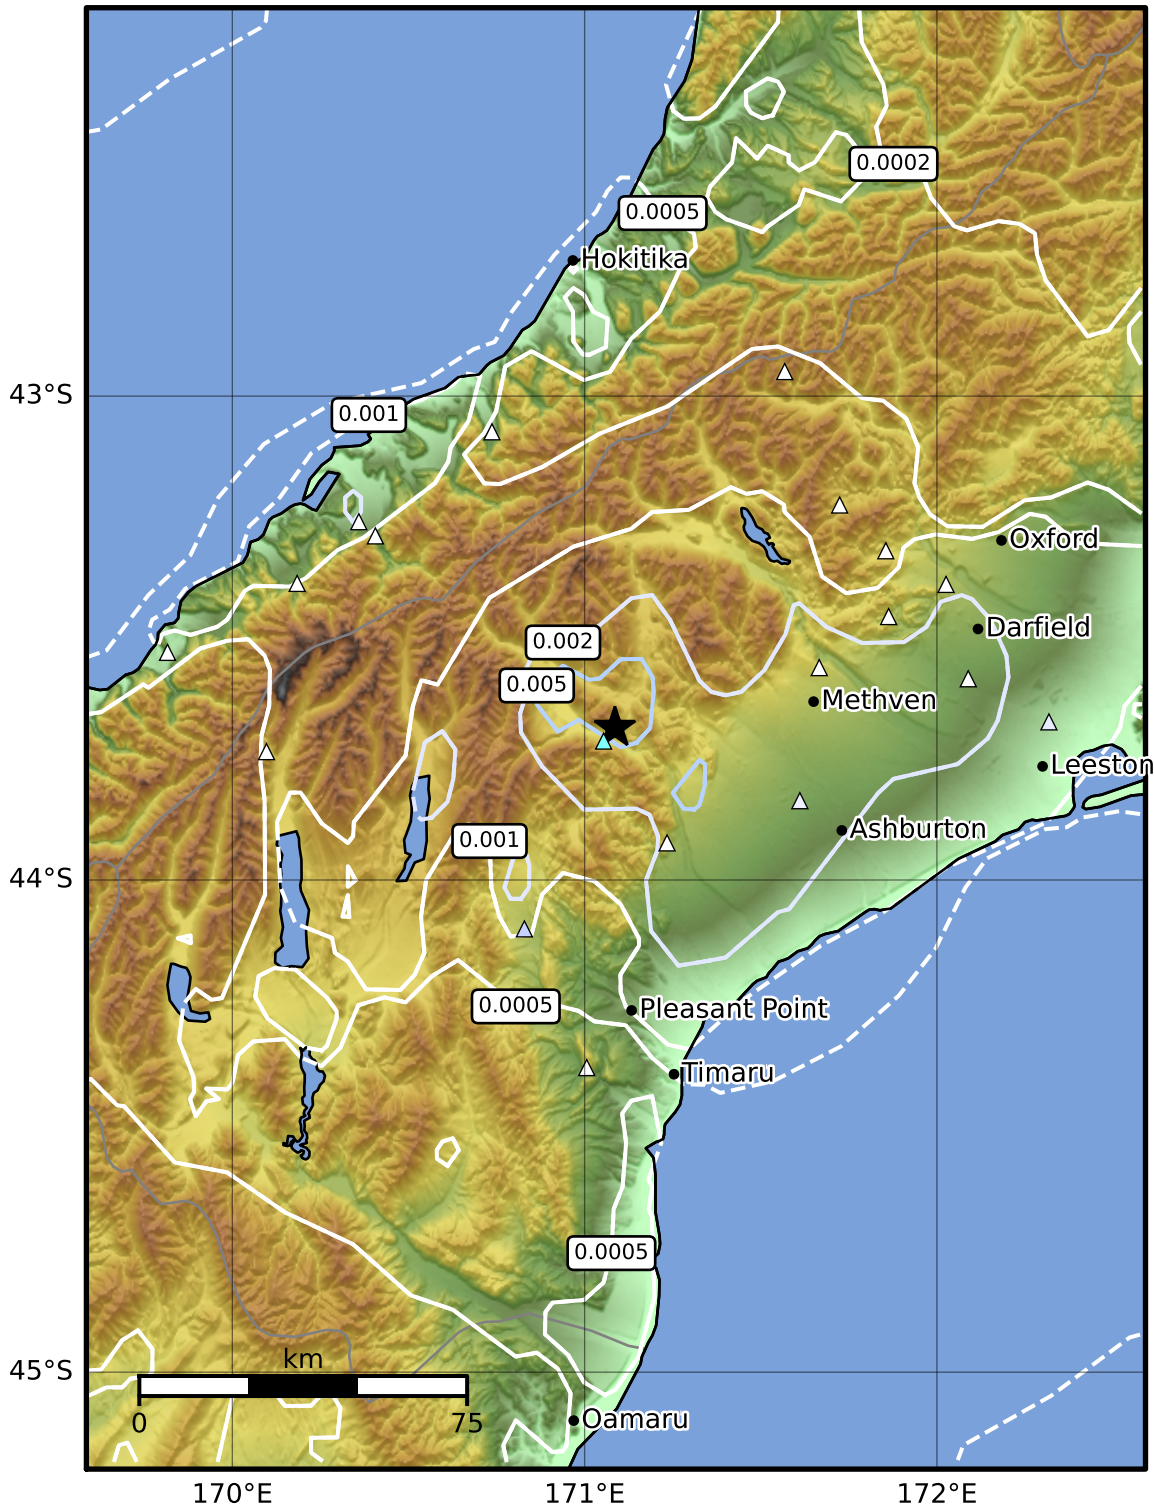 0.0002
0.0005
Hokitika
43°S
0.001
Oxford
Darfield
0.002
0.005
Methven
Leeston
Ashburton
0.001
44°S
0.0005
Pleasant Point
Timaru
0.0005
km
45°S
0
75
Oamaru
170°E
171°E
172°E